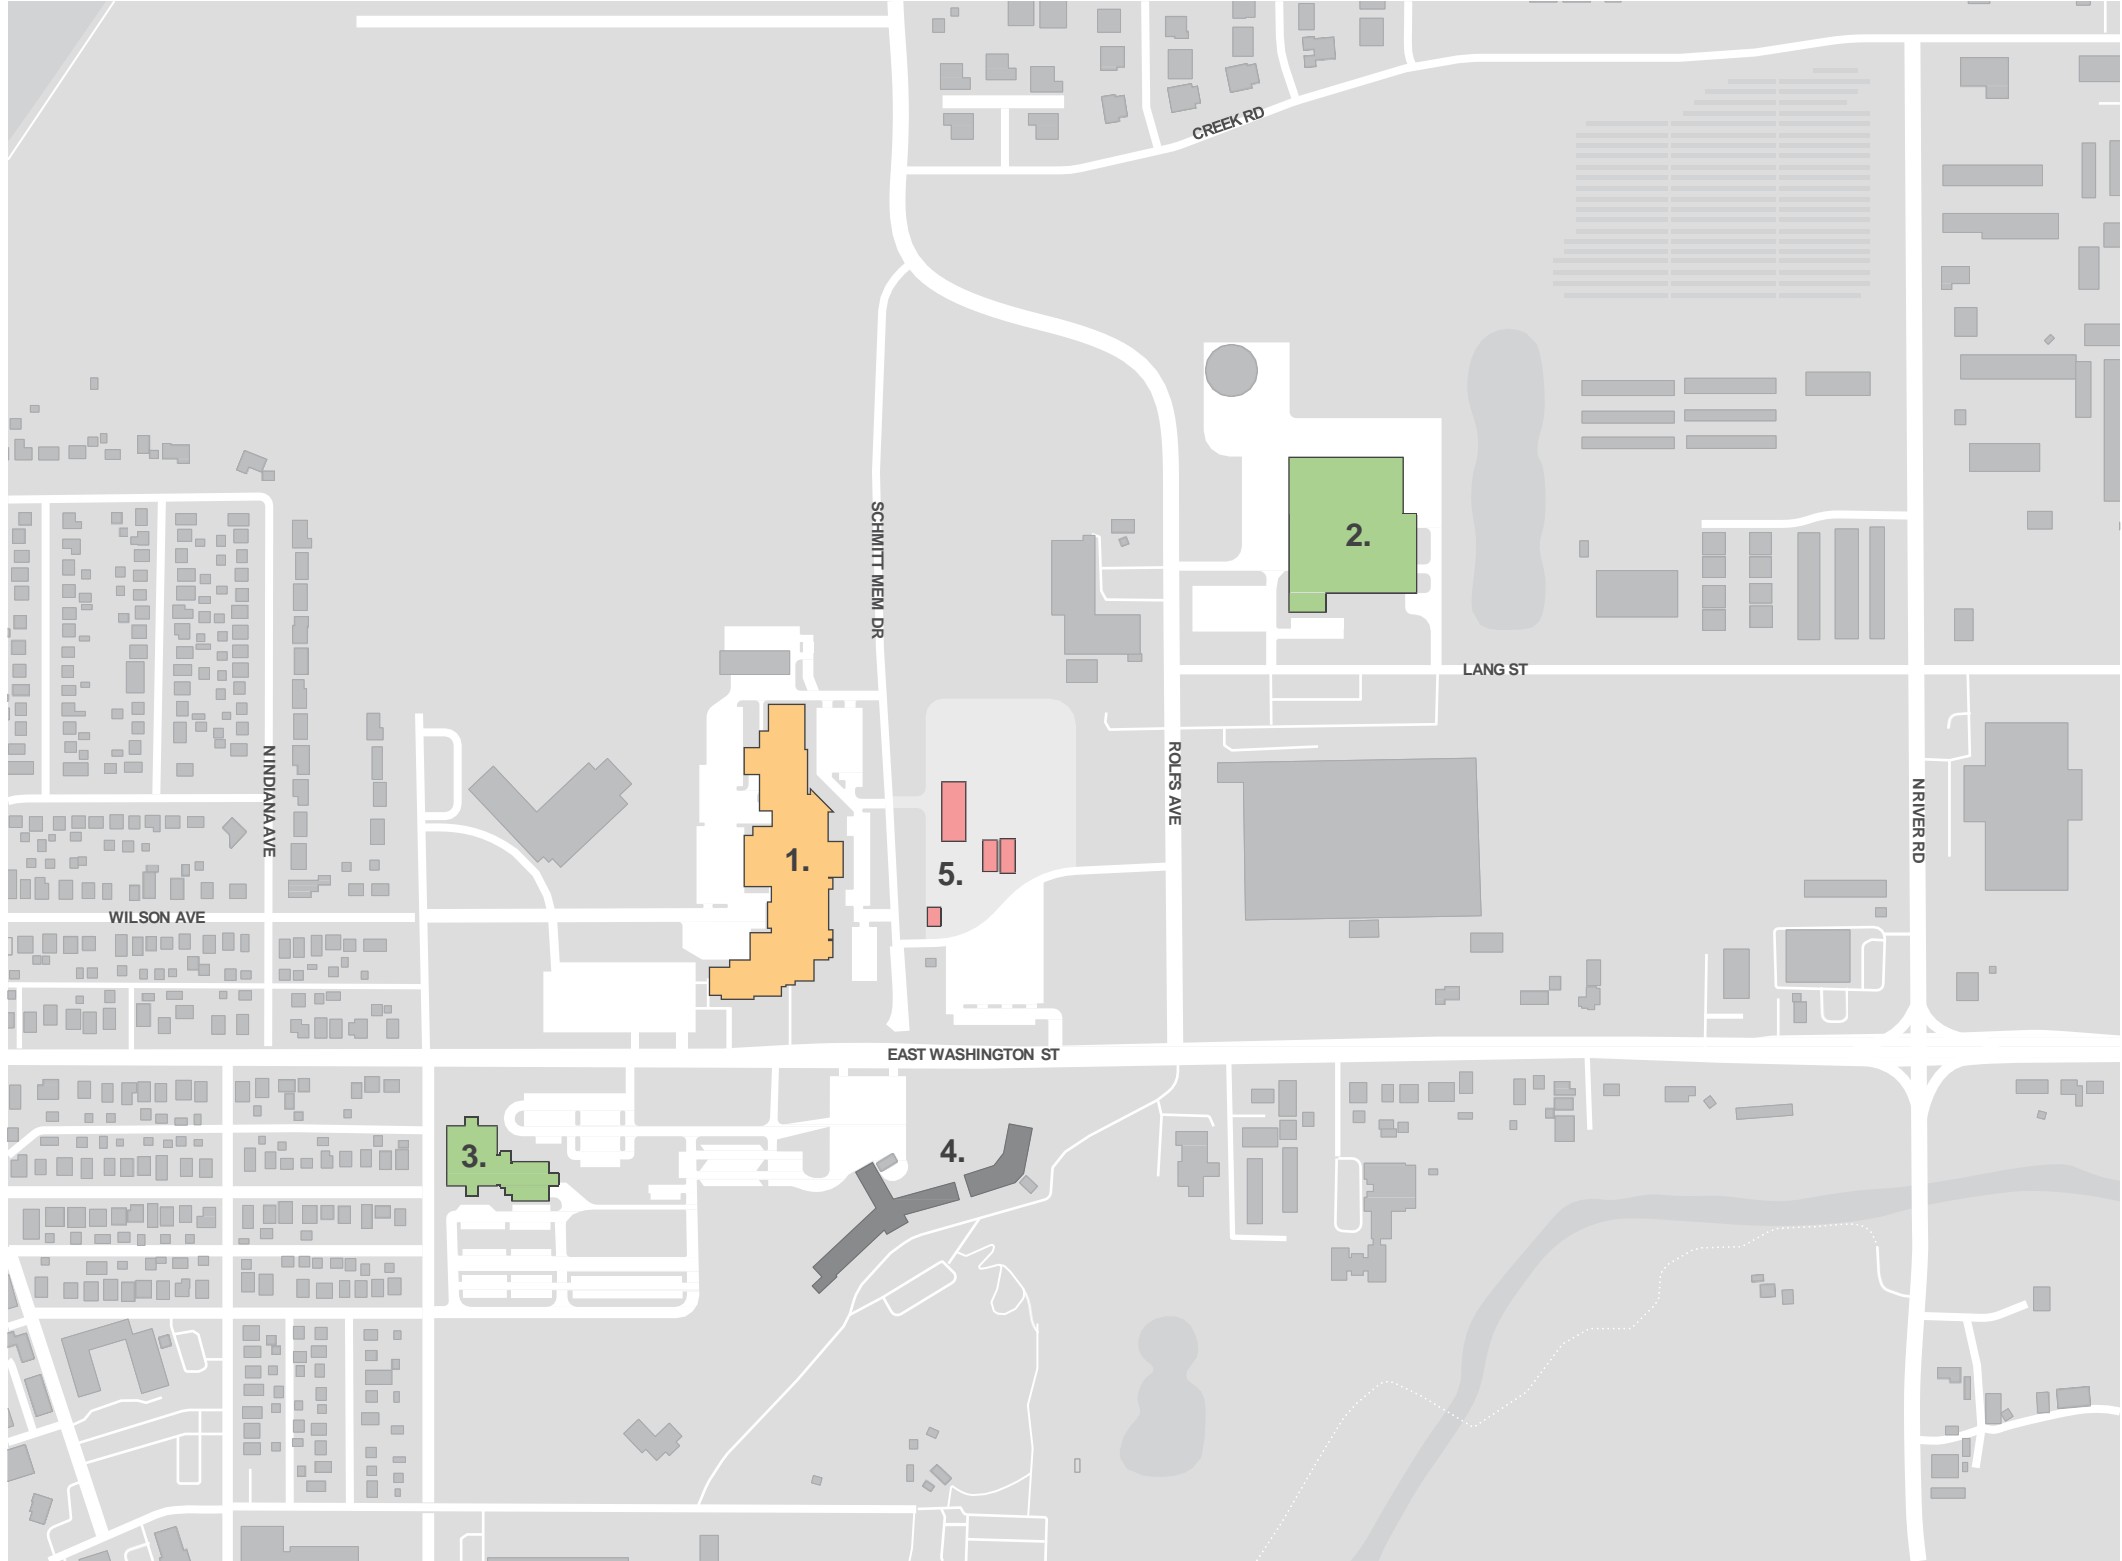 CREEK RD
SCHMITT MEM DR
2.
LANG ST
N INDIANA AVE
ROLFS AVE
N RIVER RD
1.
5.
WILSON AVE
EAST WASHINGTON ST
3.
4.